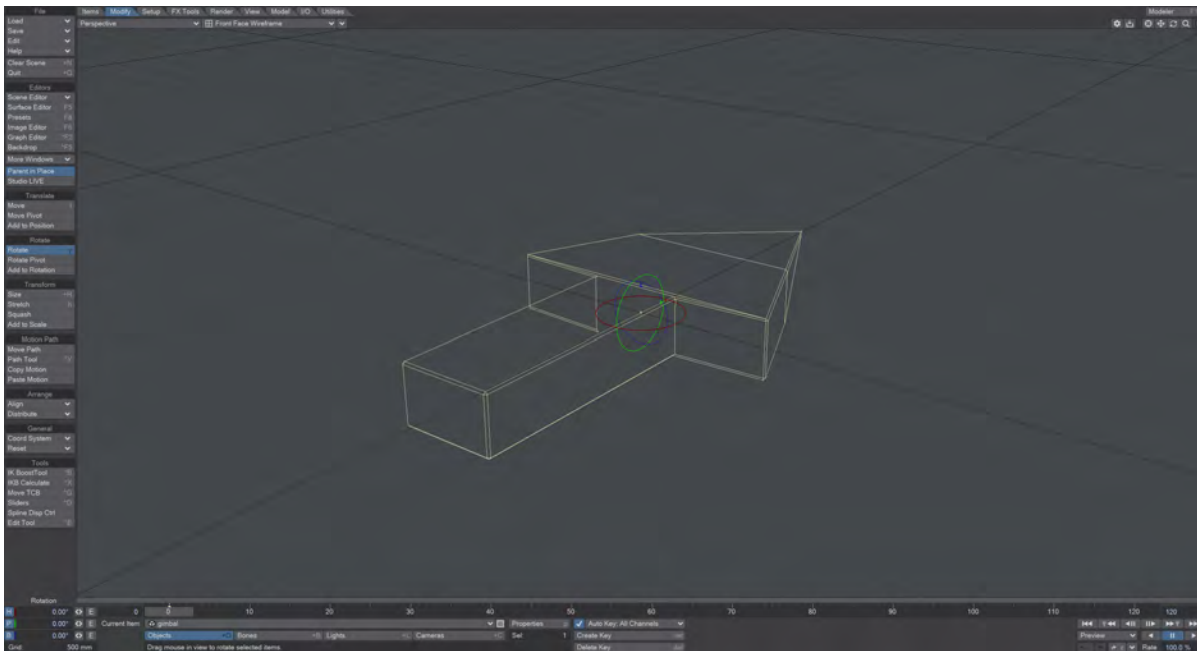 File
Items Modify Setup FX Tools Render View Model I/O Utilities
Modeler
Load
Perspective
Front Face Wireframe
Save
Edit
Help
Clear Scene
Quit
Editors
Scene Editor
Surface Editor F5
Presets F8
Image Editor F6
Graph Editor ^F2
Backdrop ^F5
More Windows
Parent in Place
Studio LIVE
Translate
Move
Move Pivot
Add to Position
Rotate
Rotate
Rotate Pivot
Add to Rotation
Transform
Size
Stretch
Squash
Add to Scale
Motion Path
Move Path
Path Tool
Copy Motion
Paste Motion
Arrange
Align
Distribute
General
Coord System
Reset
Tools
IK BoostTool
IKB Calculate
Move TCB
Sliders
Spline Disp Ctrl
Edit Tool
Rotation
H 0.00° E 0 0 10 20 30 40 50 60 70 80 90 100 110 120 120
P 0.00° E Current Item gimbal Properties Auto Key: All Channels
B 0.00° E Objects Bones Lights Cameras Sel 1 Create Key Preview
Grid: 500 mm Drag mouse in view to rotate selected items. Delete Key Rate 100.0 %